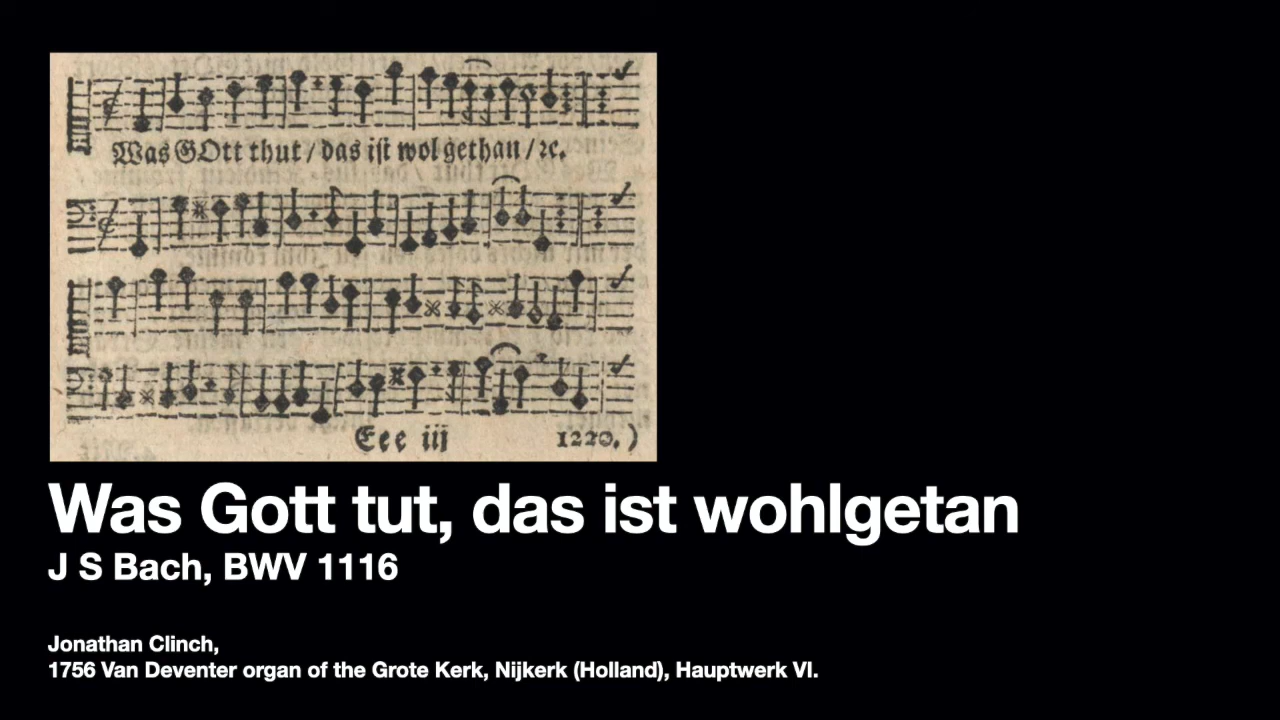 Was GOtt thut / das ist wol gethan / ꝛc.
Eee iij
1220. )
Was Gott tut, das ist wohlgetan
J S Bach, BWV 1116
Jonathan Clinch,
1756 Van Deventer organ of the Grote Kerk, Nijkerk (Holland), Hauptwerk VI.